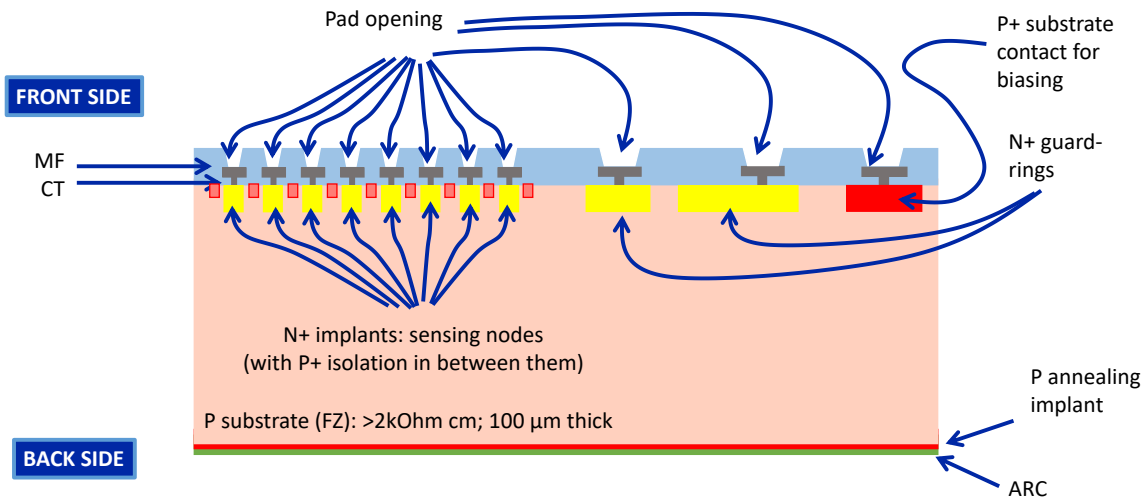 Pad opening
P+ substrate
contact for
biasing
FRONT SIDE
MF
CT
N+ guard-
rings
N+ implants: sensing nodes
(with P+ isolation in between them)
P substrate (FZ): >2kOhm cm; 100 µm thick
P annealing
implant
BACK SIDE
ARC